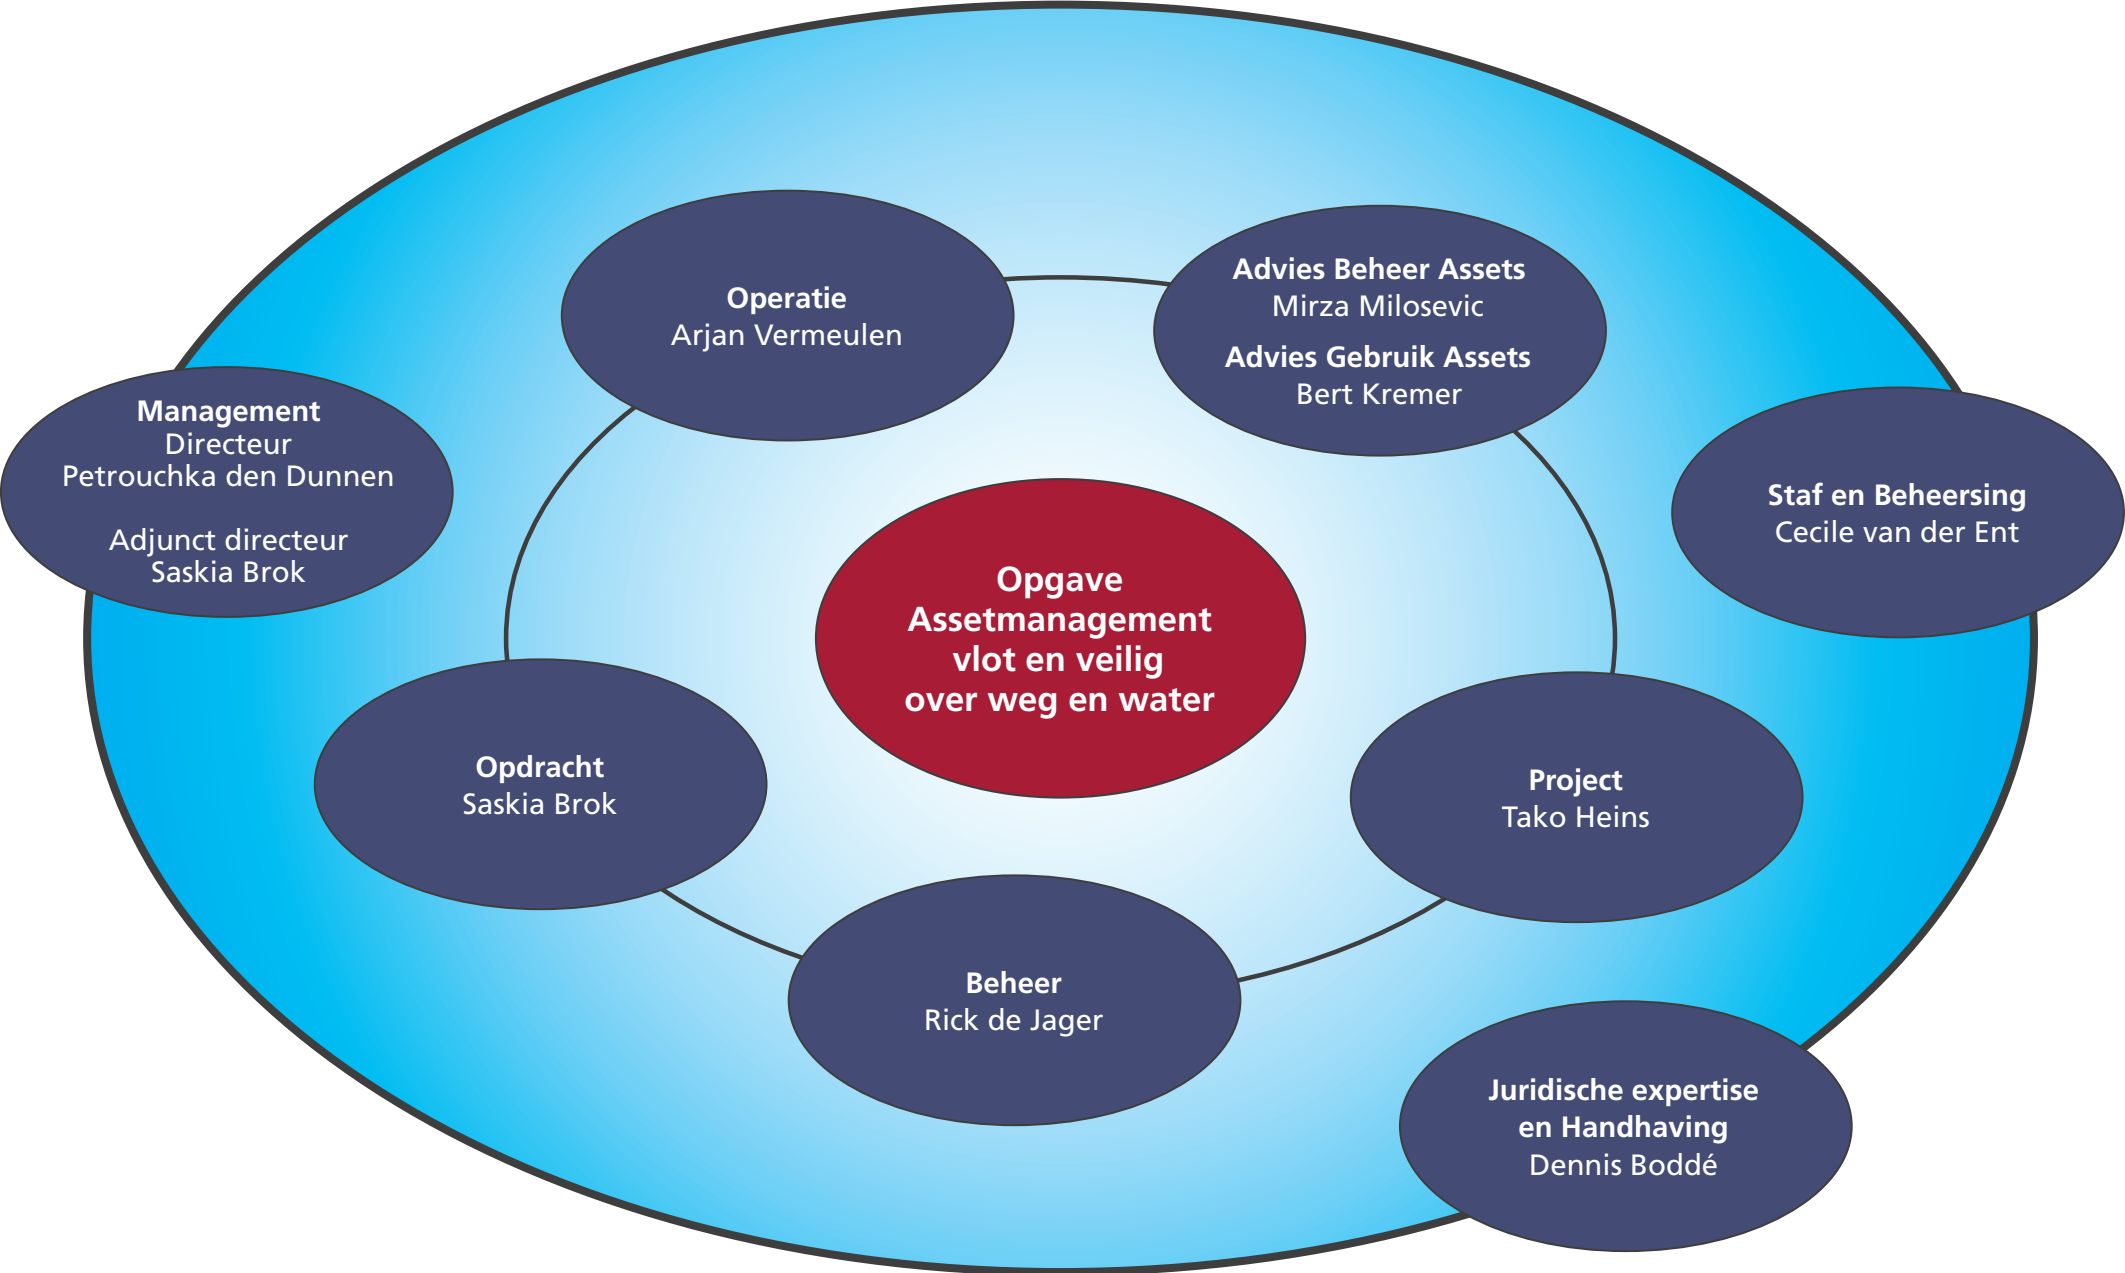 Operatie
Arjan Vermeulen
Advies Beheer Assets
Mirza Milosevic
Advies Gebruik Assets
Bert Kremer
Management
Directeur
Petrouchka den Dunnen
Adjunct directeur
Saskia Brok
Staf en Beheersing
Cecile van der Ent
Opgave
Assetmanagement
vlot en veilig
over weg en water
Opdracht
Saskia Brok
Project
Tako Heins
Beheer
Rick de Jager
Juridische expertise
en Handhaving
Dennis Boddé